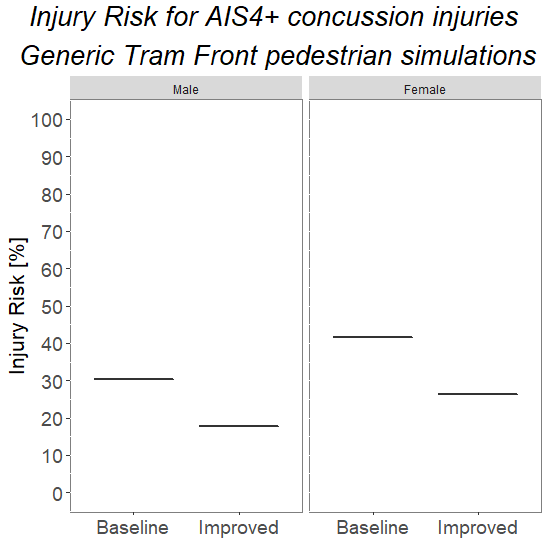 Injury Risk for AIS4+ concussion injuries
Generic Tram Front pedestrian simulations
Male
Female
Injury Risk [%]
100
90
80
70
60
50
40
30
20
10
0
Baseline
Improved
Baseline
Improved